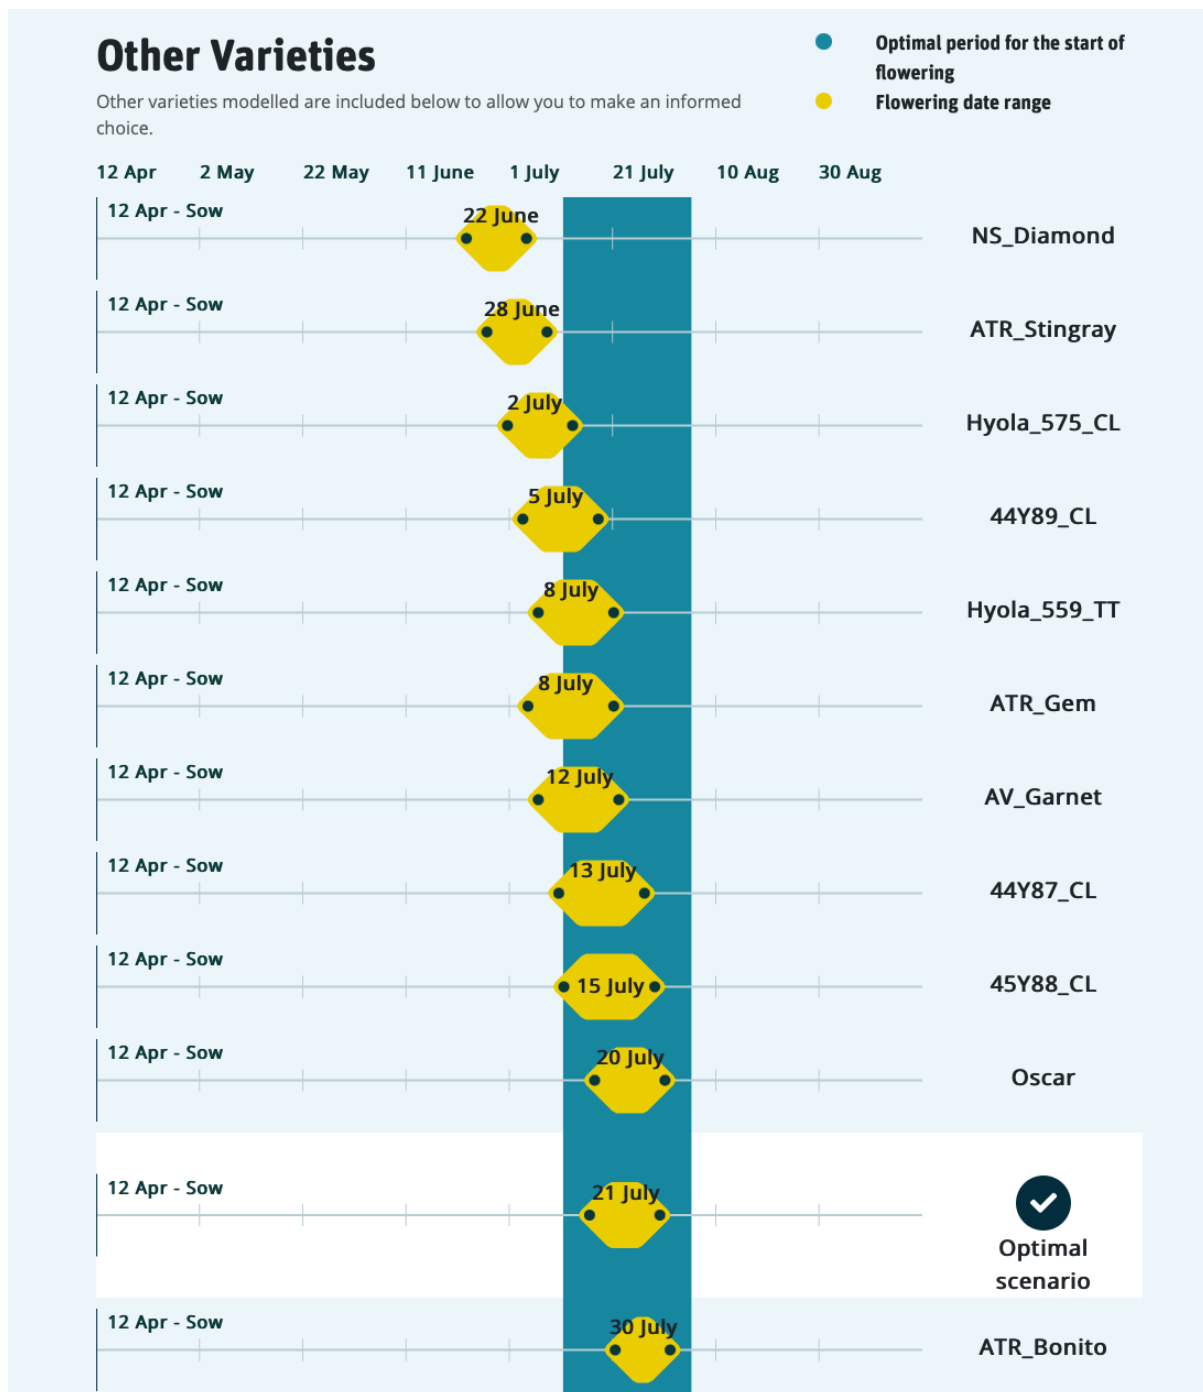 Other Varieties
Other varieties modelled are included below to allow you to make an informed
choice.
Optimal period for the start of
flowering
Flowering date range
12 Apr 2 May 22 May 11 June 1 July 21 July 10 Aug 30 Aug
12 Apr - Sow 22 June NS_Diamond
12 Apr - Sow 28 June ATR_Stingray
12 Apr - Sow 2 July Hyola_575_CL
12 Apr - Sow 5 July 44Y89_CL
12 Apr - Sow 8 July Hyola_559_TT
12 Apr - Sow 8 July ATR_Gem
12 Apr - Sow 12 July AV_Garnet
12 Apr - Sow 13 July 44Y87_CL
12 Apr - Sow 15 July 45Y88_CL
12 Apr - Sow 20 July Oscar
12 Apr - Sow 21 July
Optimal
scenario
12 Apr - Sow 30 July ATR_Bonito